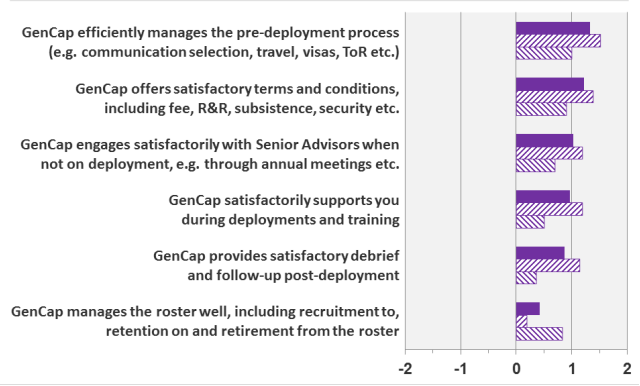 GenCap efficiently manages the pre-deployment process
(e.g. communication selection, travel, visas, ToR etc.)
GenCap offers satisfactory terms and conditions,
including fee, R&R, subsistence, security etc.
GenCap engages satisfactorily with Senior Advisors when
not on deployment, e.g. through annual meetings etc.
GenCap satisfactorily supports you
during deployments and training
GenCap provides satisfactory debrief
and follow-up post-deployment
GenCap manages the roster well, including recruitment to,
retention on and retirement from the roster
-2 -1 0 1 2